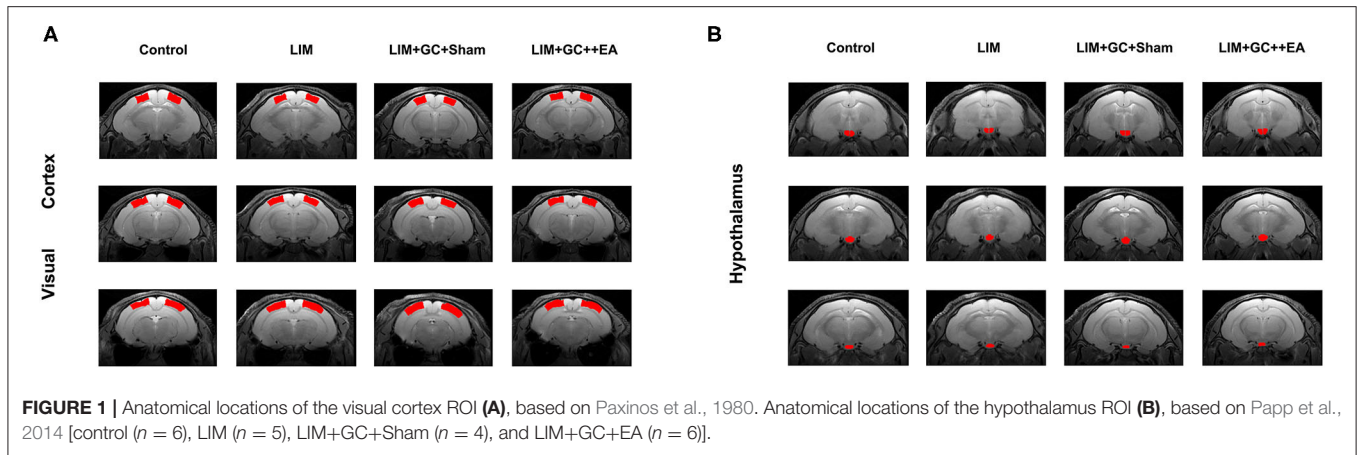 A
Control LIM LIM+GC+Sham LIM+GC++EA
Visual Cortex
B
Control LIM LIM+GC+Sham LIM+GC++EA
Hypothalamus
FIGURE 1 | Anatomical locations of the visual cortex ROI (A), based on Paxinos et al., 1980. Anatomical locations of the hypothalamus ROI (B), based on Papp et al.,
2014 [control (n = 6), LIM (n = 5), LIM+GC+Sham (n = 4), and LIM+GC+EA (n = 6)].